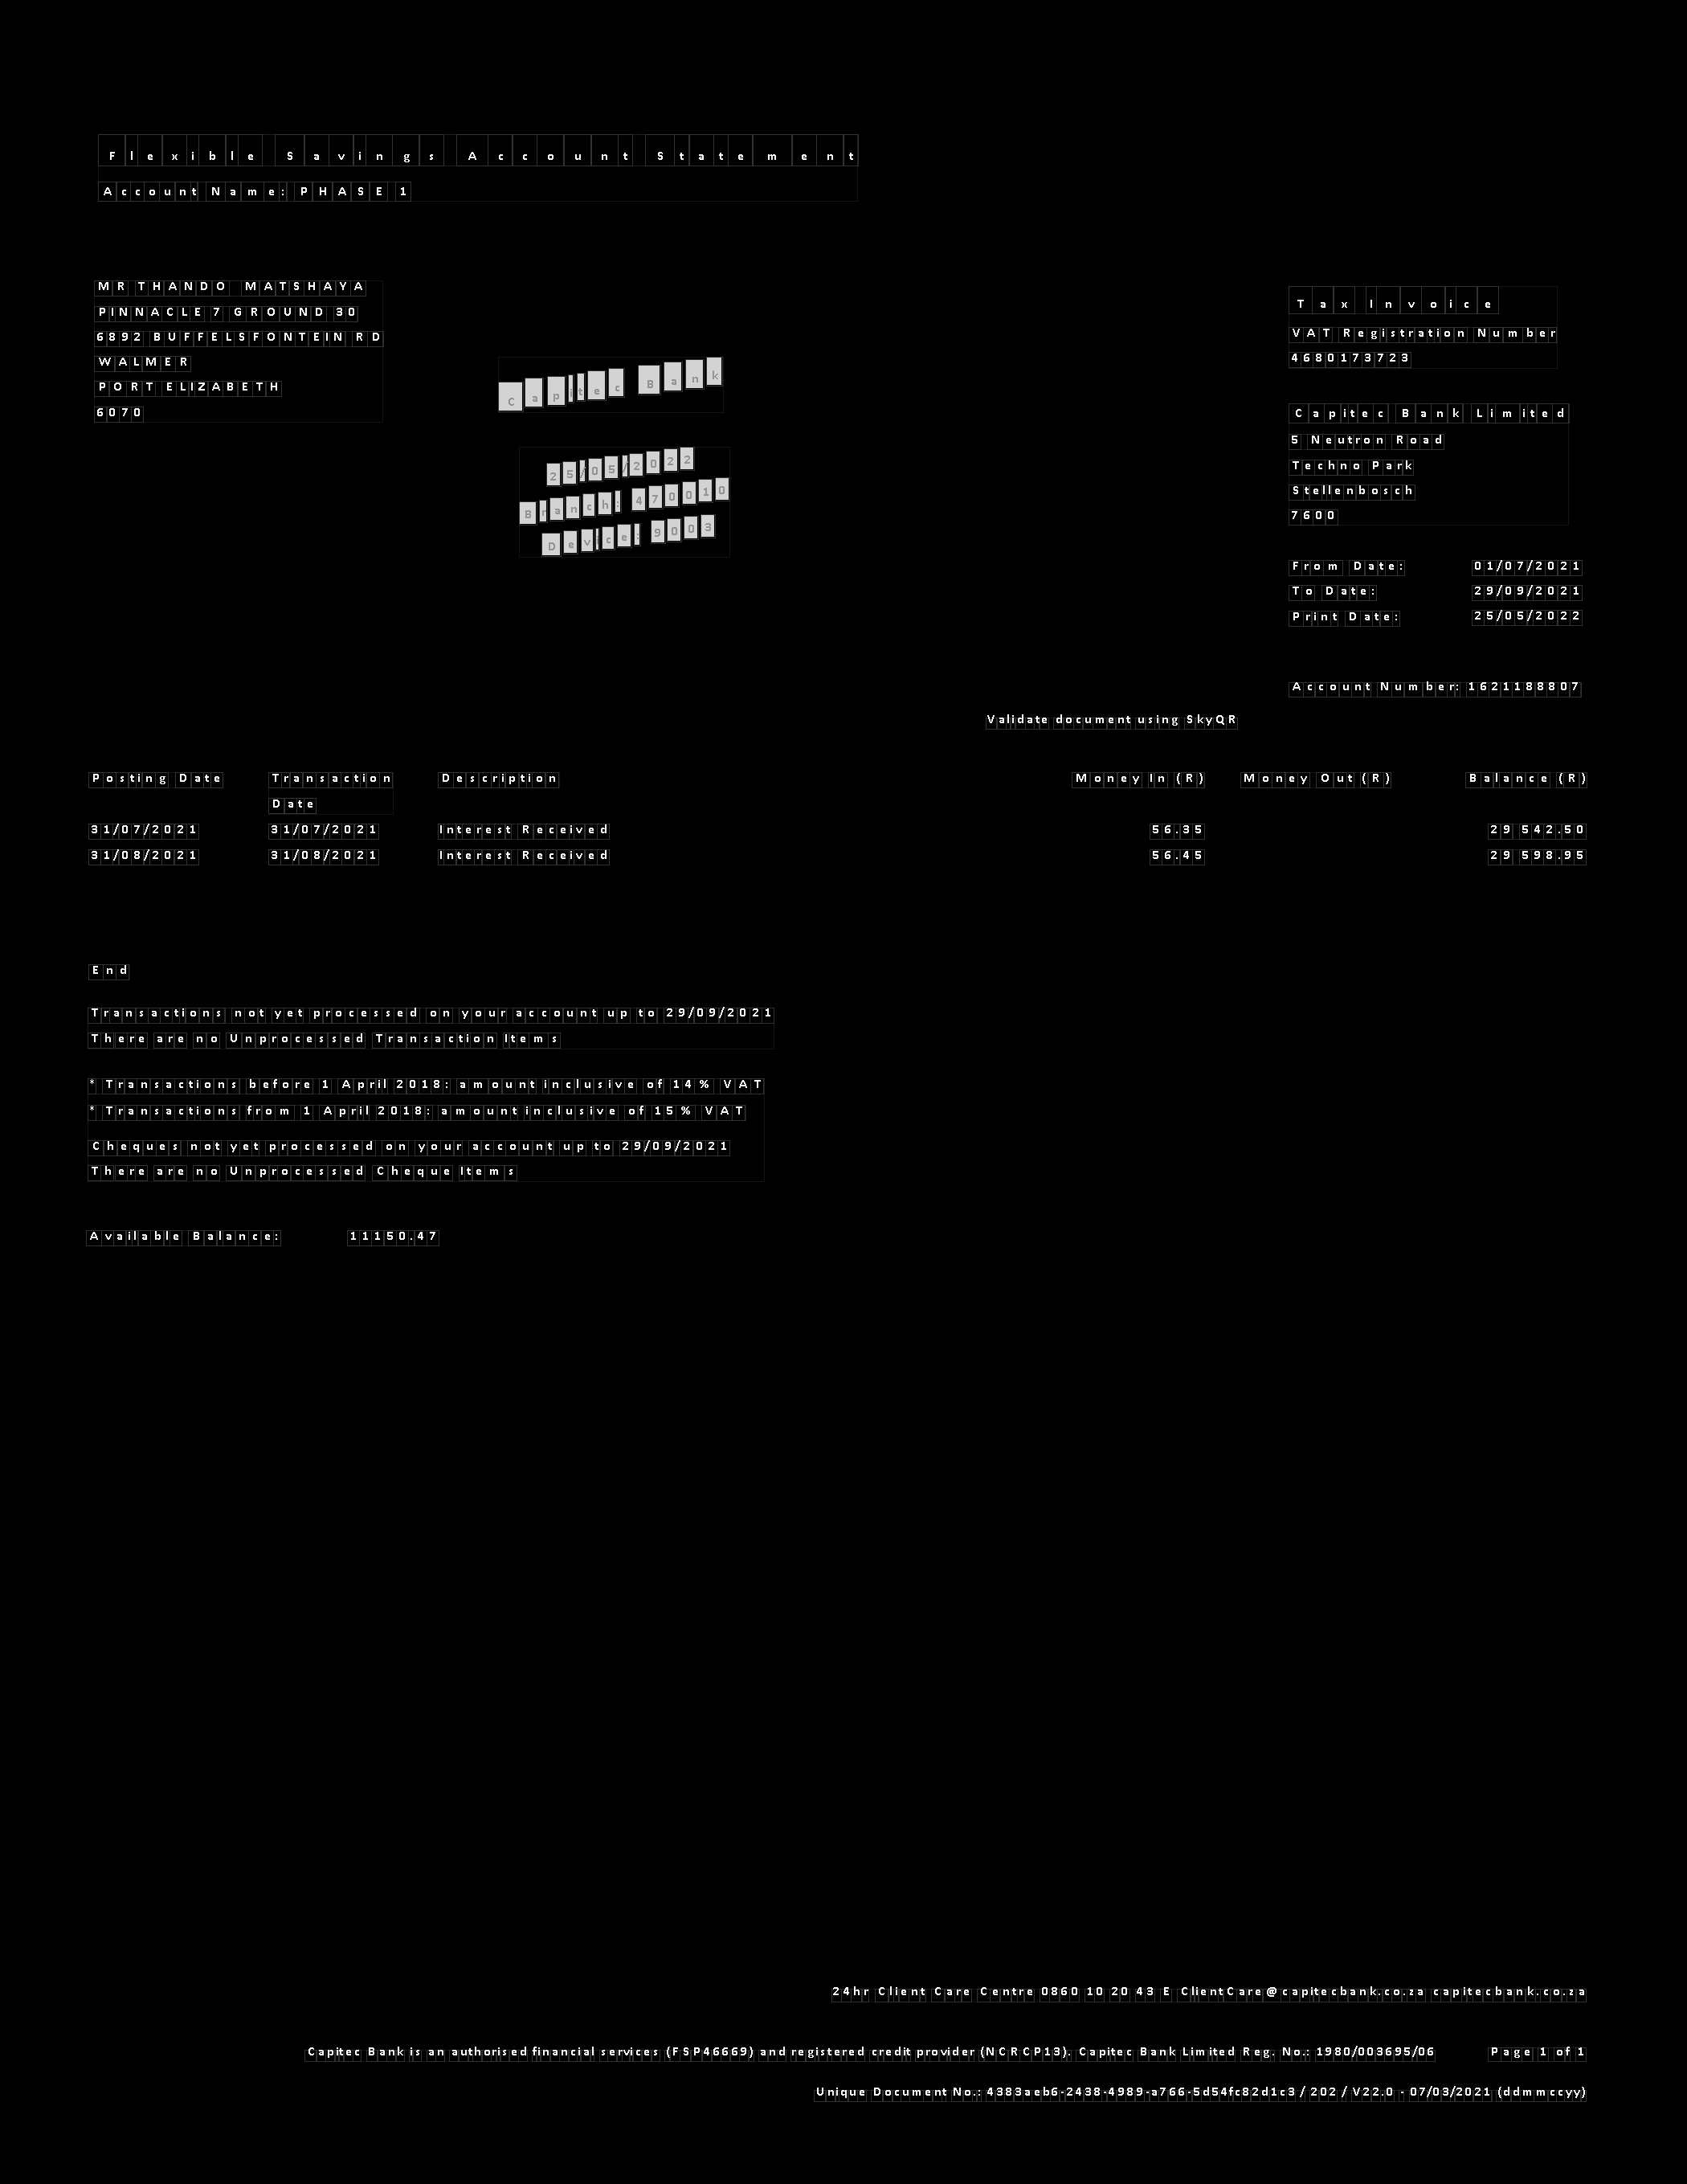 Flexible Savings Account Statement
Account Name: PHASE 1
MR THANDO MATSHAYA
PINNACLE 7 GROUND 30
6892 BUFFELSFONTEIN RD
WALMER
PORT ELIZABETH
6070
Capitec Bank
25/05/2022
Branch: 470010
Device: 9003
Tax Invoice
VAT Registration Number
4680173723
Capitec Bank Limited
5 Neutron Road
Techno Park
Stellenbosch
7600
From Date: 01/07/2021
To Date: 29/09/2021
Print Date: 25/05/2022
Account Number: 1621188807
Validate document using SkyQR
Posting Date Transaction Description Money In (R) Money Out (R) Balance (R)
Date
31/07/2021 31/07/2021 Interest Received 56.35 29 542.50
31/08/2021 31/08/2021 Interest Received 56.45 29 598.95
End
Transactions not yet processed on your account up to 29/09/2021
There are no Unprocessed Transaction Items
* Transactions before 1 April 2018: amount inclusive of 14% VAT
* Transactions from 1 April 2018: amount inclusive of 15% VAT
Cheques not yet processed on your account up to 29/09/2021
There are no Unprocessed Cheque Items
Available Balance: 11150.47
24hr Client Care Centre 0860 10 20 43 E ClientCare@capitecbank.co.za capitecbank.co.za
Capitec Bank is an authorised financial services (FSP46669) and registered credit provider (NCRCP13). Capitec Bank Limited Reg. No.: 1980/003695/06 Page 1 of 1
Unique Document No.: 4383aeb6-2438-4989-a766-5d54fc82d1c3 / 202 / V22.0 - 07/03/2021 (ddmmccyy)